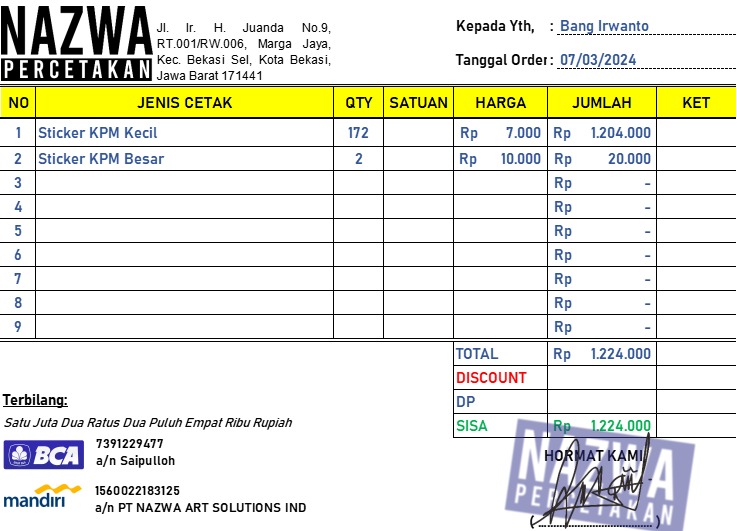 NAZWA
PERCETAKAN
Jl. Ir. H. Juanda No.9,
RT.001/RW.006, Marga Jaya,
Kec. Bekasi Sel, Kota Bekasi,
Jawa Barat 171441
Kepada Yth, : Bang Irwanto
Tanggal Order : 07/03/2024
NO JENIS CETAK QTY SATUAN HARGA JUMLAH KET
1 Sticker KPM Kecil 172 Rp 7.000 Rp 1.204.000
2 Sticker KPM Besar 2 Rp 10.000 Rp 20.000
3 Rp -
4 Rp -
5 Rp -
6 Rp -
7 Rp -
8 Rp -
9 Rp -
TOTAL Rp 1.224.000
DISCOUNT
DP
SISA Rp 1.224.000
Terbilang:
Satu Juta Dua Ratus Dua Puluh Empat Ribu Rupiah
BCA
7391229477
a/n Saipulloh
mandiri
1560022183125
a/n PT NAZWA ART SOLUTIONS IND
HORMAT KAMI
NAZWA
PERCETAKAN